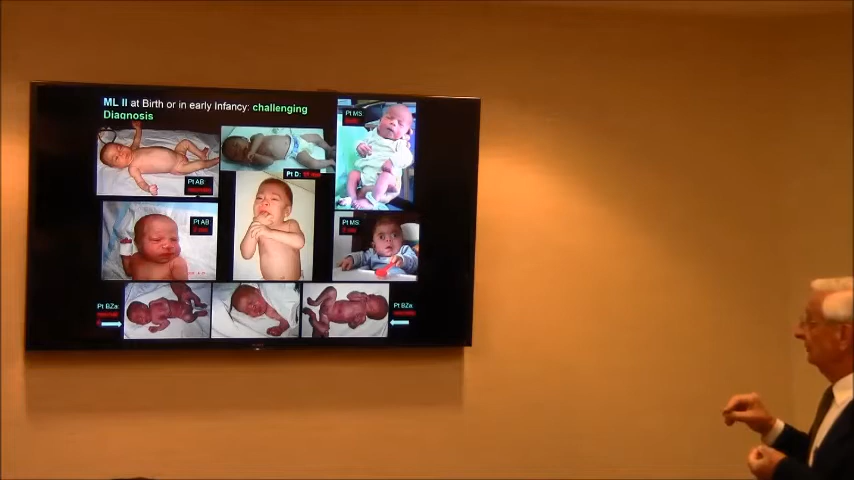 ML II at Birth or in early Infancy: challenging
Diagnosis
Pt MS:
Pt D:
Pt AB:
Pt AB
Pt MS:
Pt BZa:
Pt BZa: